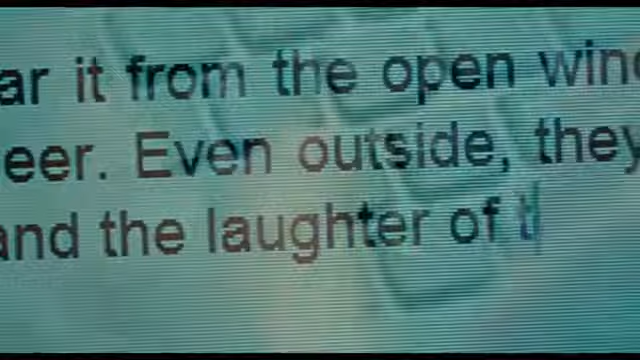 ar it from the open win
eer. Even outside, they
and the laughter of t